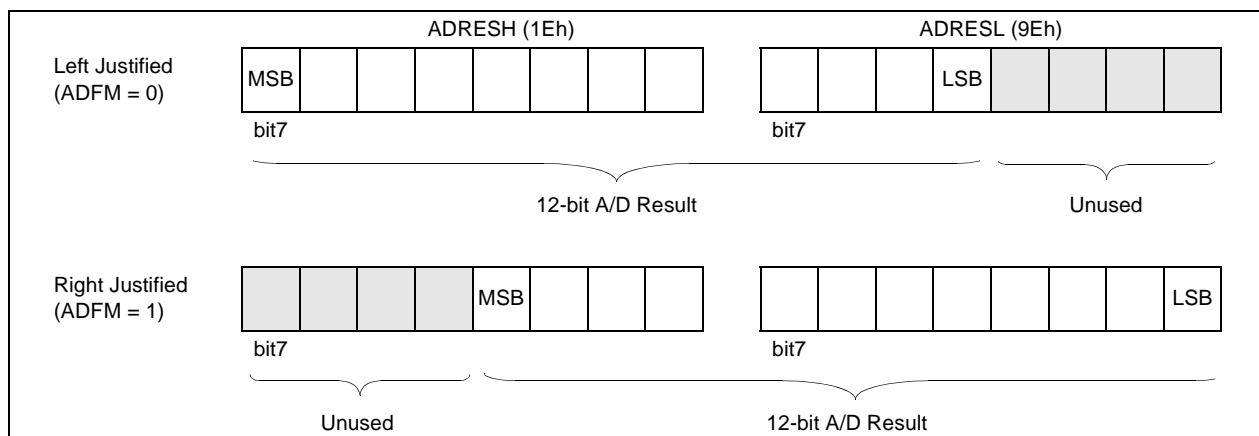 ADRESH (1Eh) ADRESL (9Eh)
Left Justified
(ADFM = 0)
MSB LSB
bit7 bit7
12-bit A/D Result Unused
Right Justified
(ADFM = 1)
MSB LSB
bit7 bit7
Unused 12-bit A/D Result